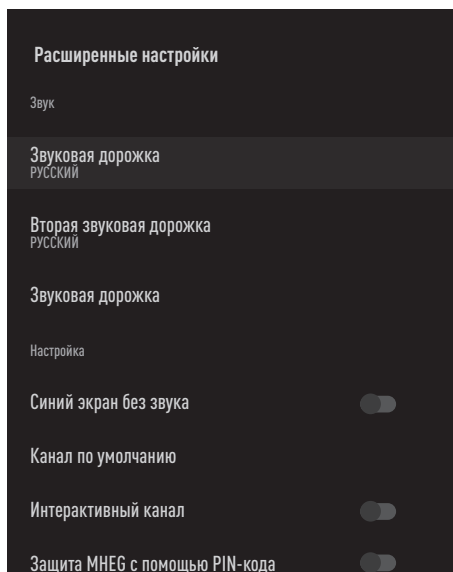 Расширенные настройки
Звук
Звуковая дорожка
РУССКИЙ
Вторая звуковая дорожка
РУССКИЙ
Звуковая дорожка
Настройка
Синий экран без звука
Канал по умолчанию
Интерактивный канал
Защита MHEG с помощью PIN-кода